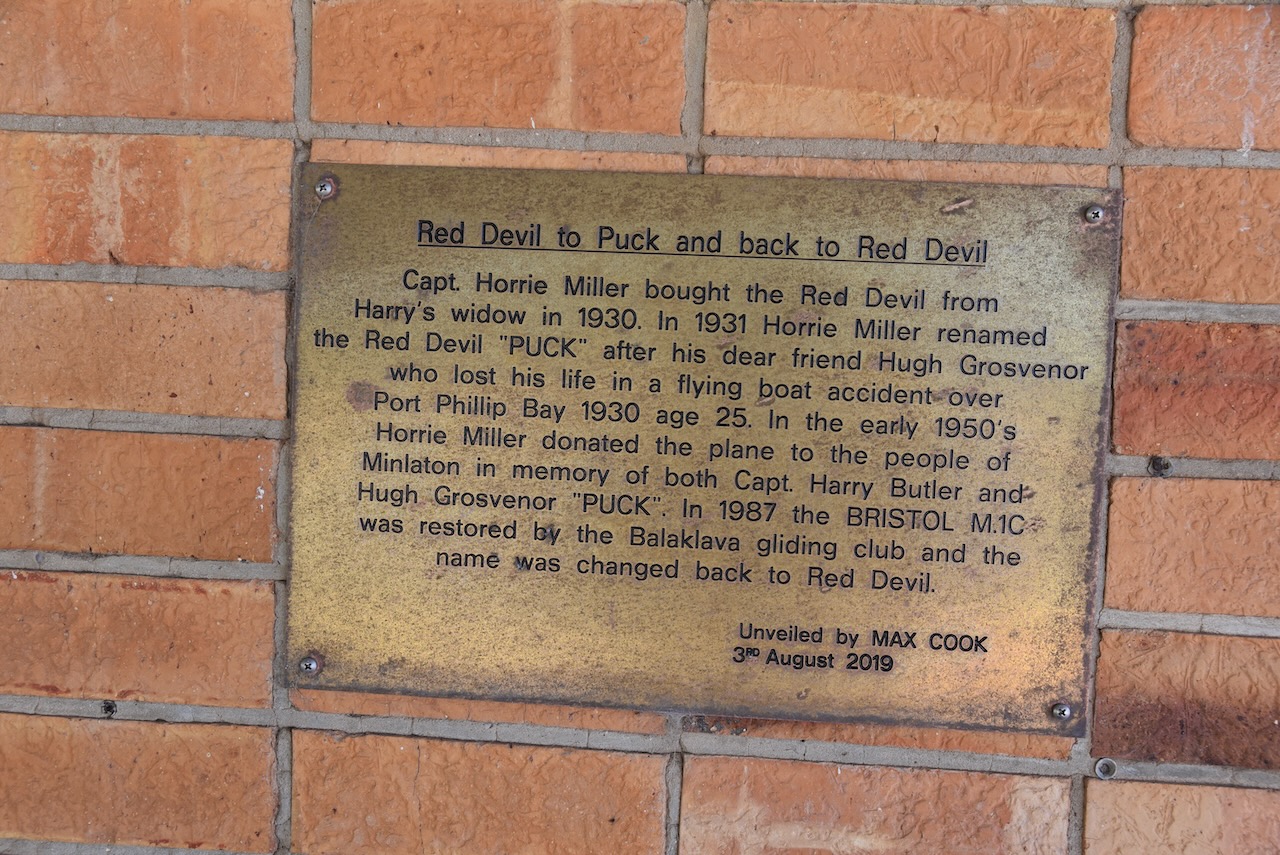 Red Devil to Puck and back to Red Devil
Capt. Horrie Miller bought the Red Devil from
Harry's widow in 1930. In 1931 Horrie Miller renamed
the Red Devil "PUCK" after his dear friend Hugh Grosvenor
who lost his life in a flying boat accident over
Port Phillip Bay 1930 age 25. In the early 1950's
Horrie Miller donated the plane to the people of
Minlaton in memory of both Capt. Harry Butler and
Hugh Grosvenor "PUCK". In 1987 the BRISTOL M.1C
was restored by the Balaklava gliding club and the
name was changed back to Red Devil.
Unveiled by MAX COOK
3RD August 2019